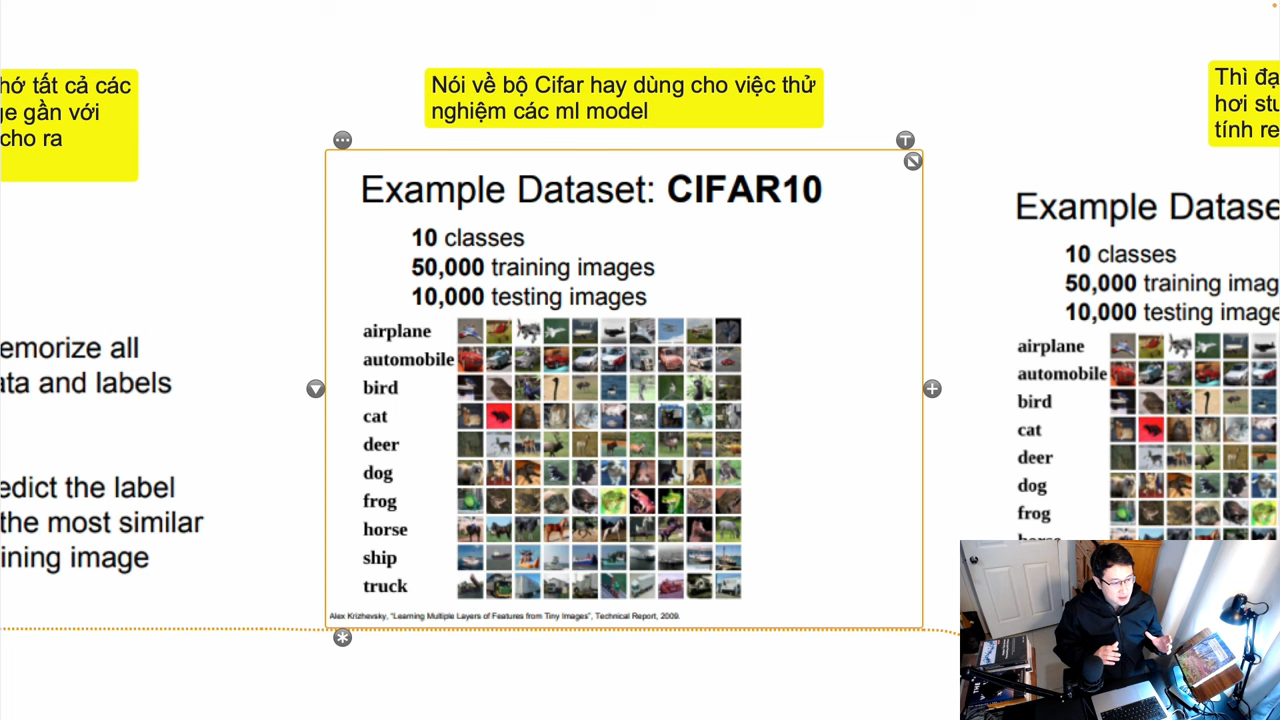 hớ tất cả các
ge gần với
cho ra
Nói về bộ Cifar hay dùng cho việc thử
nghiệm các ml model
Thì đạ
hơi stu
tính re
emorize all
ata and labels
edict the label
the most similar
ining image
Example Dataset: CIFAR10
10 classes
50,000 training images
10,000 testing images
airplane
automobile
bird
cat
deer
dog
frog
horse
ship
truck
Alex Krizhevsky, "Learning Multiple Layers of Features from Tiny Images", Technical Report, 2009.
Example Datase
10 classes
50,000 training imag
10,000 testing image
airplane
automobile
bird
cat
deer
dog
frog